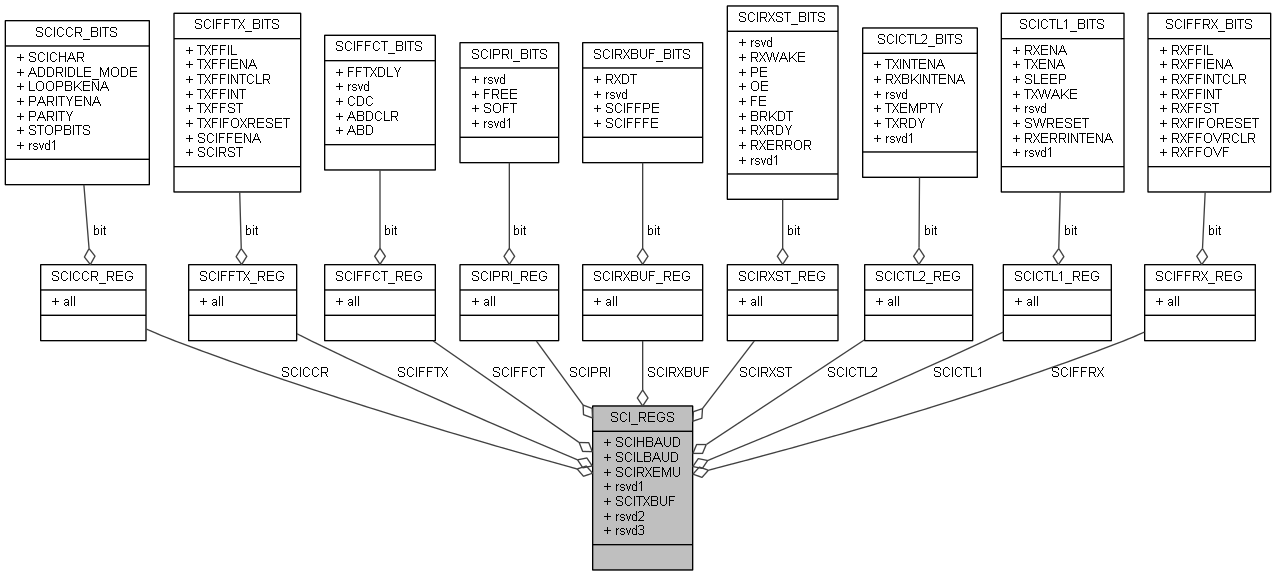 SCICCR_BITS
+ SCICHAR
+ ADDRIDLE_MODE
+ LOOPBKENA
+ PARITYENA
+ PARITY
+ STOPBITS
+ rsvd1
SCIFFTX_BITS
+ TXFFIL
+ TXFFIENA
+ TXFFINTCLR
+ TXFFINT
+ TXFFST
+ TXFIFOXRESET
+ SCIFFENA
+ SCIRST
SCIFFCT_BITS
+ FFTXDLY
+ rsvd
+ CDC
+ ABDCLR
+ ABD
SCIPRI_BITS
+ rsvd
+ FREE
+ SOFT
+ rsvd1
SCIRXBUF_BITS
+ RXDT
+ rsvd
+ SCIFFPE
+ SCIFFFE
SCIRXST_BITS
+ rsvd
+ RXWAKE
+ PE
+ OE
+ FE
+ BRKDT
+ RXRDY
+ RXERROR
+ rsvd1
SCICTL2_BITS
+ TXINTENA
+ RXBKINTENA
+ rsvd
+ TXEMPTY
+ TXRDY
+ rsvd1
SCICTL1_BITS
+ RXENA
+ TXENA
+ SLEEP
+ TXWAKE
+ rsvd
+ SWRESET
+ RXERRINTENA
+ rsvd1
SCIFFRX_BITS
+ RXFFIL
+ RXFFIENA
+ RXFFINTCLR
+ RXFFINT
+ RXFFST
+ RXFIFORESET
+ RXFFOVRCLR
+ RXFFOVF
bit
bit
bit
bit
bit
bit
bit
bit
bit
SCICCR_REG
+ all
SCIFFTX_REG
+ all
SCIFFCT_REG
+ all
SCIPRI_REG
+ all
SCIRXBUF_REG
+ all
SCIRXST_REG
+ all
SCICTL2_REG
+ all
SCICTL1_REG
+ all
SCIFFRX_REG
+ all
SCICCR
SCIFFTX
SCIFFCT
SCIPRI
SCIRXBUF
SCIRXST
SCICTL2
SCICTL1
SCIFFRX
SCI_REGS
+ SCIHBAUD
+ SCILBAUD
+ SCIRXEMU
+ rsvd1
+ SCITXBUF
+ rsvd2
+ rsvd3